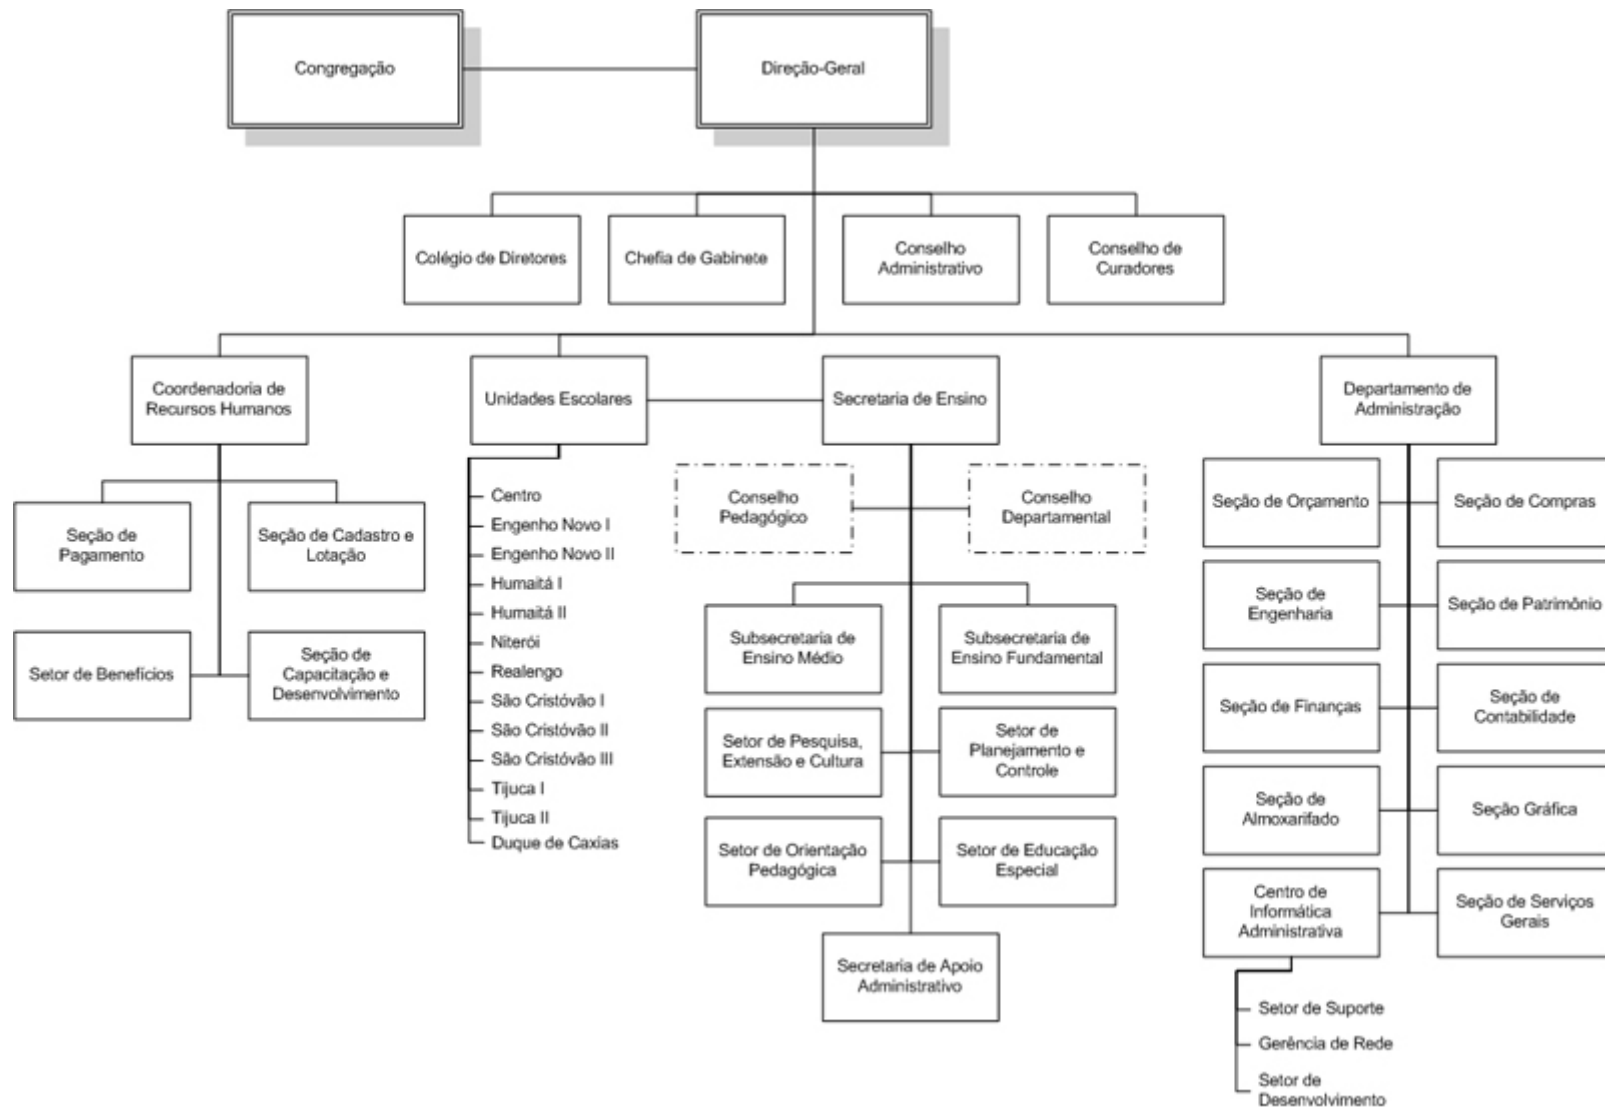 Congregação
Direção-Geral
Colégio de Diretores
Chefia de Gabinete
Conselho
Administrativo
Conselho de
Curadores
Coordenadoria de
Recursos Humanos
Unidades Escolares
Secretaria de Ensino
Departamento de
Administração
Seção de
Pagamento
Seção de Cadastro e
Lotação
Setor de Benefícios
Seção de
Capacitação e
Desenvolvimento
Centro
Engenho Novo I
Engenho Novo II
Humaitá I
Humaitá II
Niterói
Realengo
São Cristóvão I
São Cristóvão II
São Cristóvão III
Tijuca I
Tijuca II
Duque de Caxias
Conselho
Pedagógico
Conselho
Departamental
Subsecretaria de
Ensino Médio
Subsecretaria de
Ensino Fundamental
Setor de Pesquisa,
Extensão e Cultura
Setor de
Planejamento e
Controle
Setor de Orientação
Pedagógica
Setor de Educação
Especial
Secretaria de Apoio
Administrativo
Seção de Orçamento
Seção de Compras
Seção de
Engenharia
Seção de Patrimônio
Seção de Finanças
Seção de
Contabilidade
Seção de
Almoxarifado
Seção Gráfica
Centro de
Informática
Administrativa
Seção de Serviços
Gerais
Setor de Suporte
Gerência de Rede
Setor de
Desenvolvimento